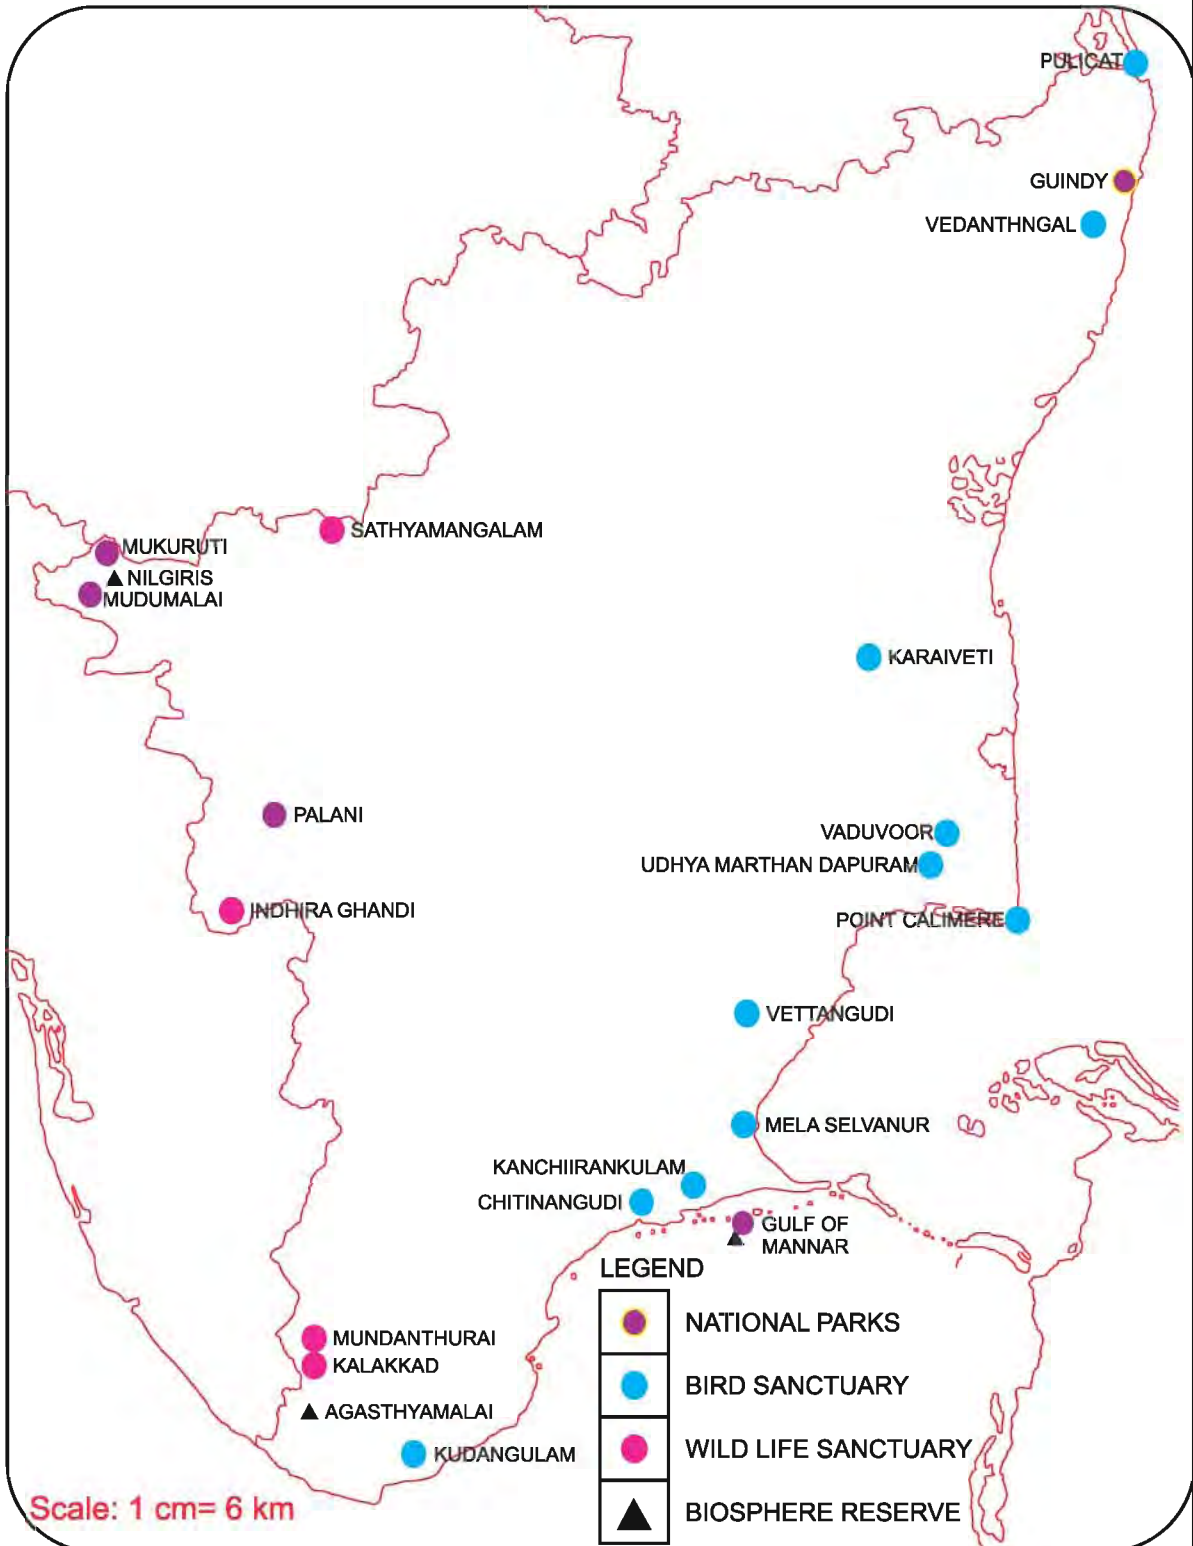 PULICAT
GUINDY
VEDANTHNGAL
SATHYAMANGALAM
MUKURUTI
NILGIRIS
MUDUMALAI
KARAIVETI
PALANI
VADUVOOR
UDHYA MARTHAN DAPURAM
INDHIRA GHANDI
POINT CALIMERE
VETTANGUDI
MELA SELVANUR
KANCHIIRANKULAM
CHITINANGUDI
GULF OF
MANNAR
LEGEND
NATIONAL PARKS
BIRD SANCTUARY
WILD LIFE SANCTUARY
BIOSPHERE RESERVE
MUNDANTHURAI
KALAKKAD
AGASTHYAMALAI
KUDANGULAM
Scale: 1 cm= 6 km